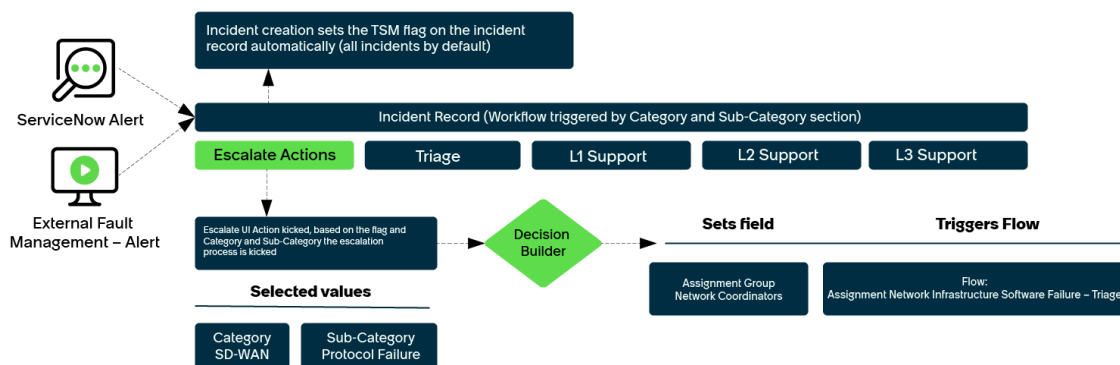 Incident creation sets the TSM flag on the incident
record automatically (all incidents by default)
ServiceNow Alert
Incident Record (Workflow triggered by Category and Sub-Category section)
Escalate Actions
Triage
L1 Support
L2 Support
L3 Support
External Fault
Management – Alert
Escalate UI Action kicked, based on the flag and
Category and Sub-Category the escalation
process is kicked
Decision
Builder
Sets field
Triggers Flow
Assignment Group
Network Coordinators
Flow:
Assignment Network Infrastructure Software Failure – Triage
Selected values
Category
SD-WAN
Sub-Category
Protocol Failure